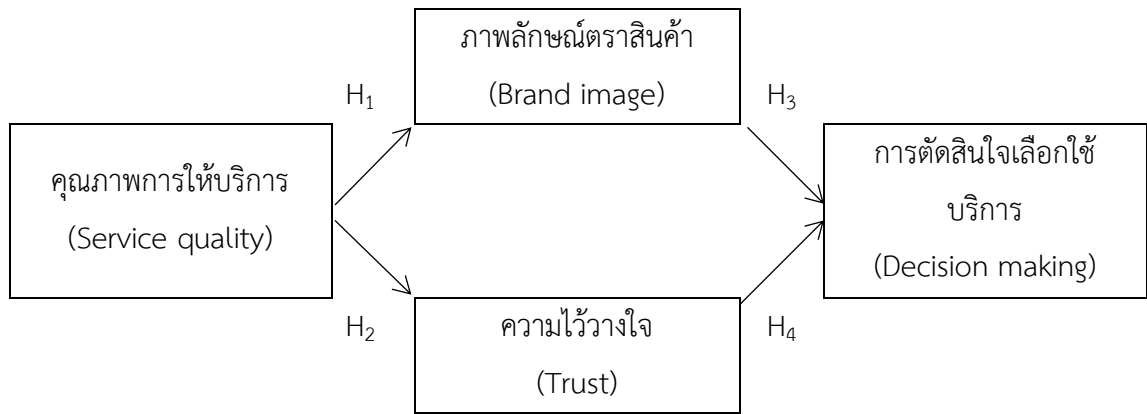 ภาพลักษณ์ตราสินค้า
(Brand image)
H₁
H₃
คุณภาพการให้บริการ
(Service quality)
การตัดสินใจเลือกใช้
บริการ
(Decision making)
H₂
H₄
ความไว้วางใจ
(Trust)